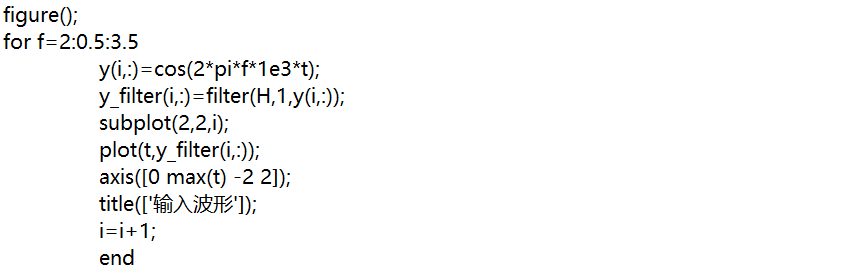 figure();
for f=2:0.5:3.5
y(i,:)=cos(2*pi*f*1e3*t);
y_filter(i,:)=filter(H,1,y(i,:));
subplot(2,2,i);
plot(t,y_filter(i,:));
axis([0 max(t) -2 2]);
title(['输入波形']);
i=i+1;
end